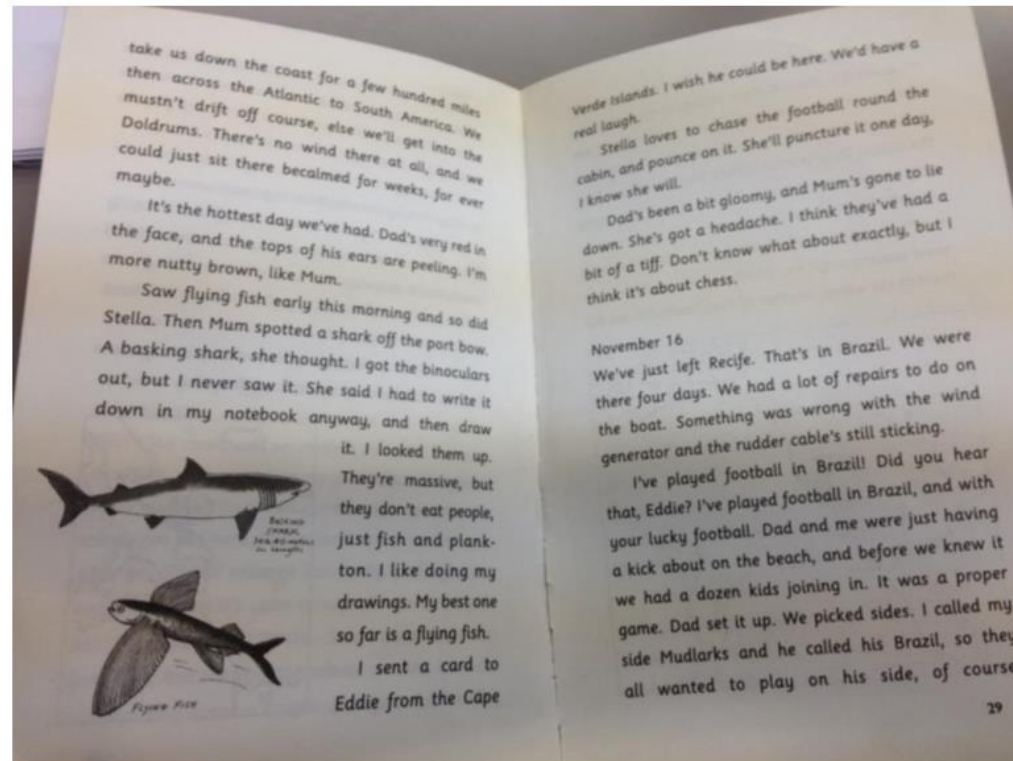 take us down the coast for a few hundred miles
then across the Atlantic to South America. We
mustn't drift off course, else we'll get into the
Doldrums. There's no wind there at all, and we
could just sit there becalmed for weeks, for ever
maybe.
It's the hottest day we've had. Dad's very red in
the face, and the tops of his ears are peeling. I'm
more nutty brown, like Mum.
Saw flying fish early this morning and so did
Stella. Then Mum spotted a shark off the port bow.
A basking shark, she thought. I got the binoculars
out, but I never saw it. She said I had to write it
down in my notebook anyway, and then draw
it. I looked them up.
They're massive, but
they don't eat people,
just fish and plank-
ton. I like doing my
drawings. My best one
so far is a flying fish.
I sent a card to
Eddie from the Cape
BASKING
SHARK
in length
Flying Fish
Verde Islands. I wish he could be here. We'd have a
real laugh.
Stella loves to chase the football round the
cabin, and pounce on it. She'll puncture it one day,
I know she will.
Dad's been a bit gloomy, and Mum's gone to lie
down. She's got a headache. I think they've had a
bit of a tiff. Don't know what about exactly, but I
think it's about chess.
November 16
We've just left Recife. That's in Brazil. We were
there four days. We had a lot of repairs to do on
the boat. Something was wrong with the wind
generator and the rudder cable's still sticking.
I've played football in Brazil! Did you hear
that, Eddie? I've played football in Brazil, and with
your lucky football. Dad and me were just having
a kick about on the beach, and before we knew it
we had a dozen kids joining in. It was a proper
game. Dad set it up. We picked sides. I called my
side Mudlarks and he called his Brazil, so they
all wanted to play on his side, of course
29